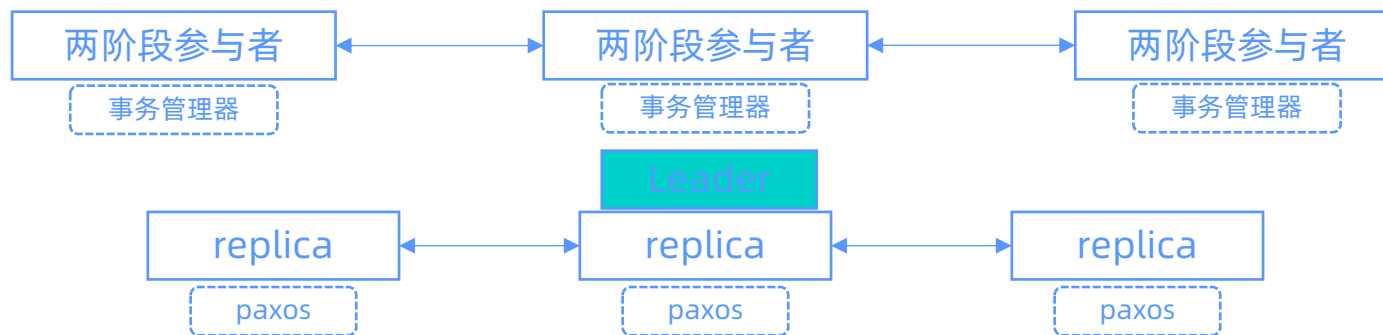 两阶段参与者 两阶段参与者 两阶段参与者
事务管理器 事务管理器 事务管理器
Leader
replica replica replica
paxos paxos paxos